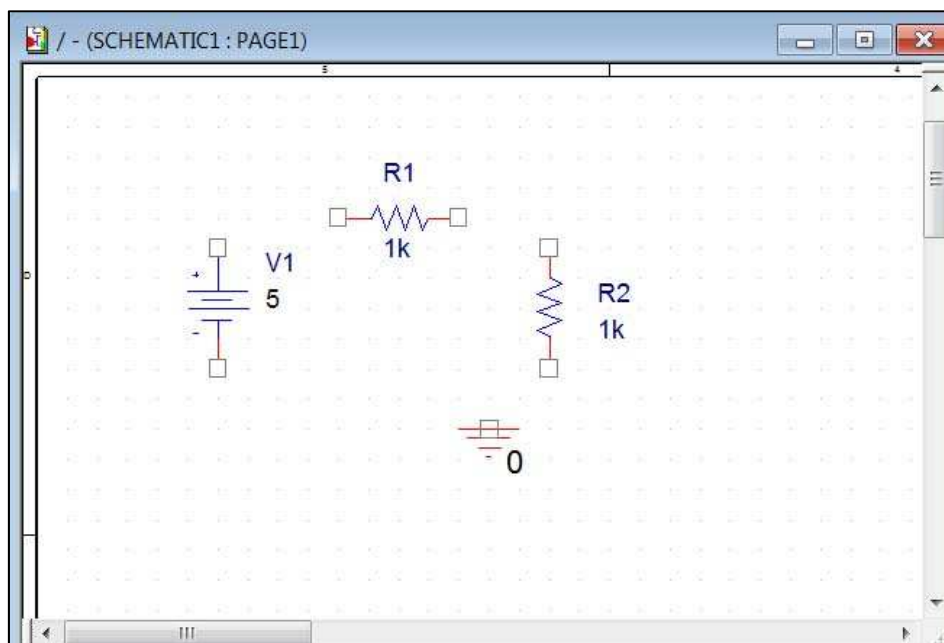 / - (SCHEMATIC1 : PAGE1)
5
4
R1
1k
D
V1
+
5
-
R2
1k
0